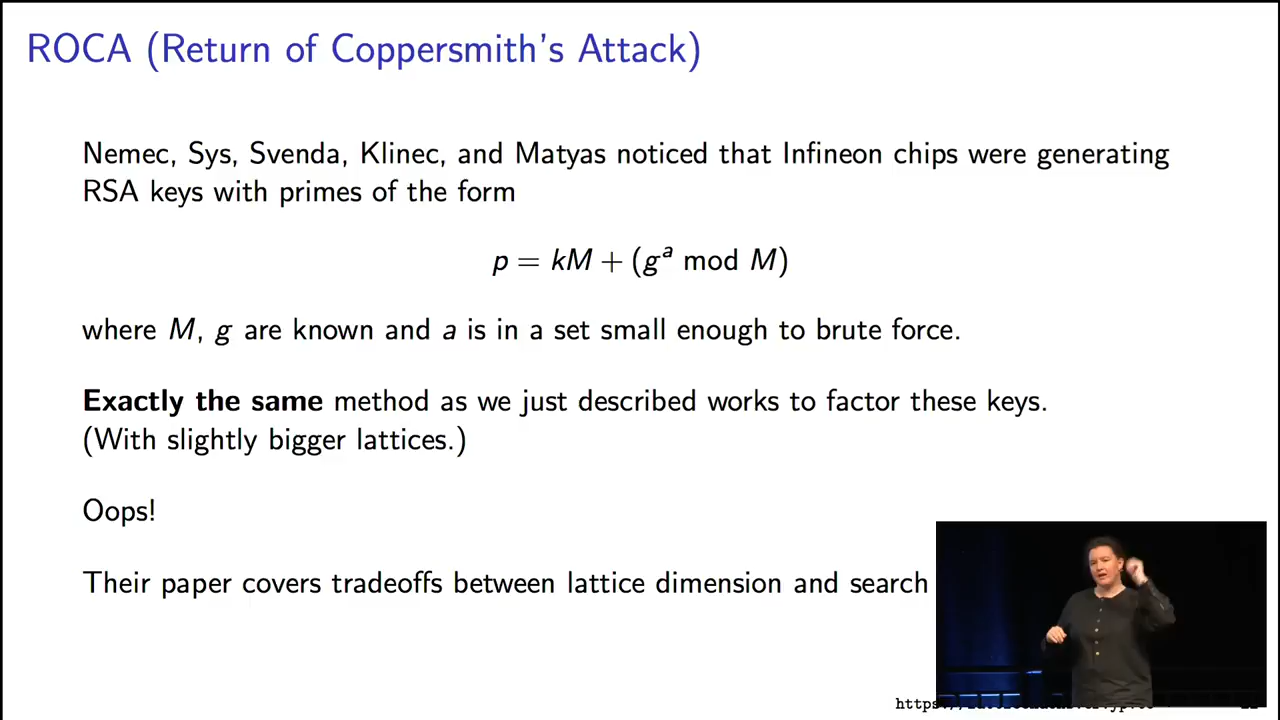 ROCA (Return of Coppersmith's Attack)
Nemec, Sys, Svenda, Klinec, and Matyas noticed that Infineon chips were generating
RSA keys with primes of the form
p = kM + (gᵃ mod M)
where M, g are known and a is in a set small enough to brute force.
Exactly the same method as we just described works to factor these keys.
(With slightly bigger lattices.)
Oops!
Their paper covers tradeoffs between lattice dimension and search